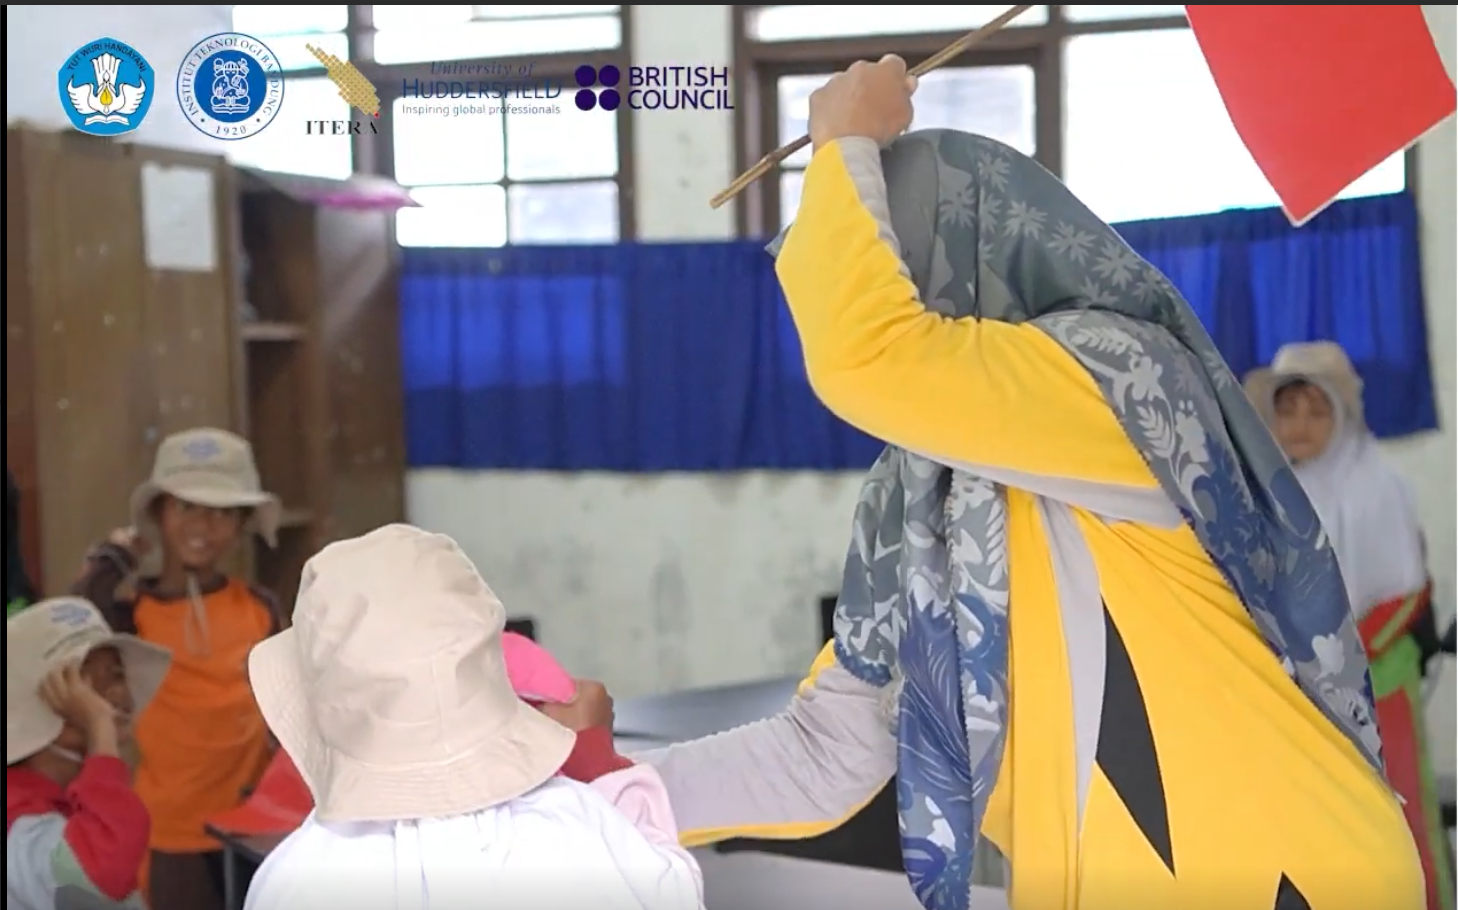 TUT WURI HANDAYANI
INSTITUT TEKNOLOGI BANDUNG
1920
ITERA
University of
HUDDERSFIELD
Inspiring global professionals
BRITISH
COUNCIL